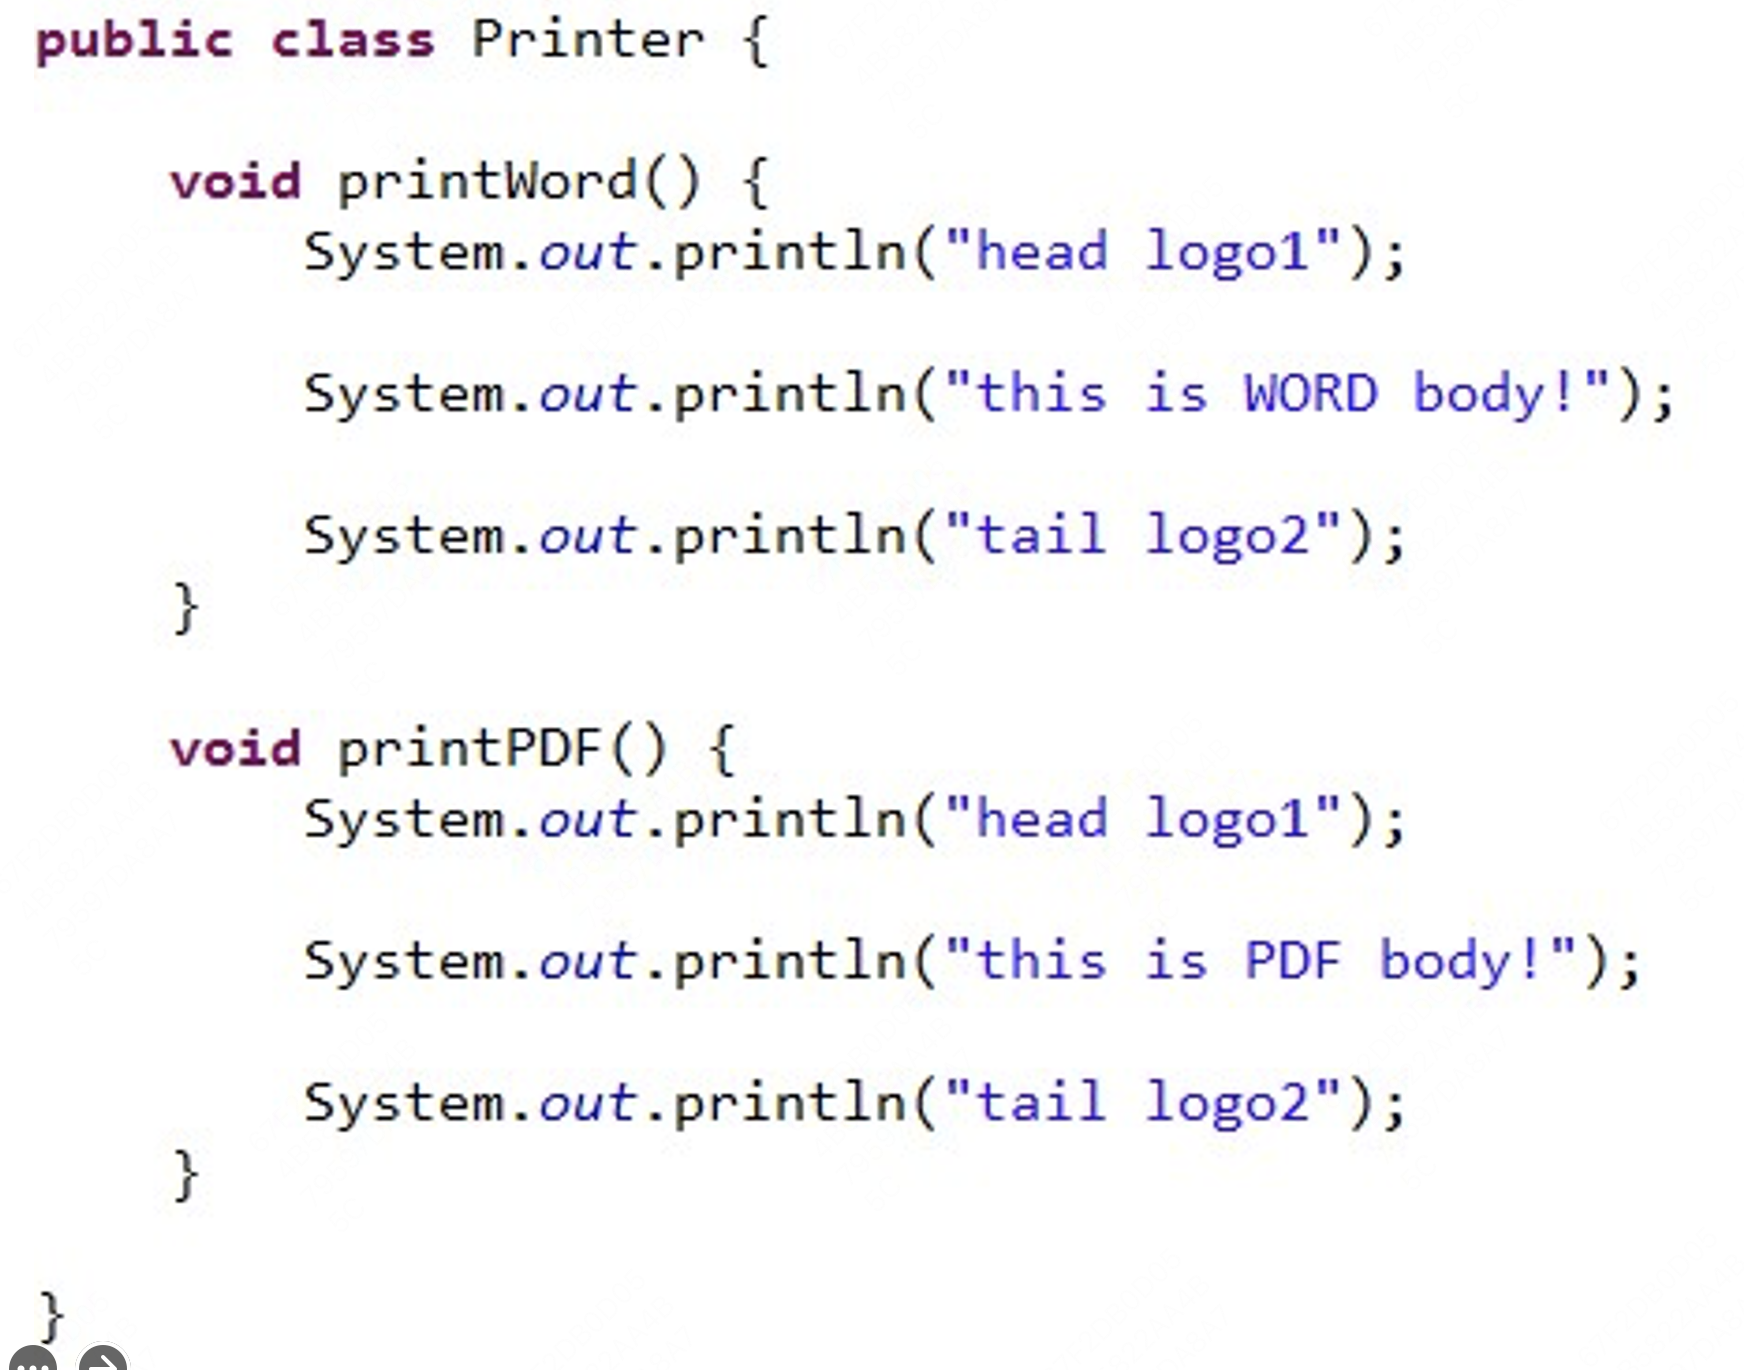 public class Printer {
void printWord() {
System.out.println("head logo1");
System.out.println("this is WORD body!");
System.out.println("tail logo2");
}
void printPDF() {
System.out.println("head logo1");
System.out.println("this is PDF body!");
System.out.println("tail logo2");
}
}